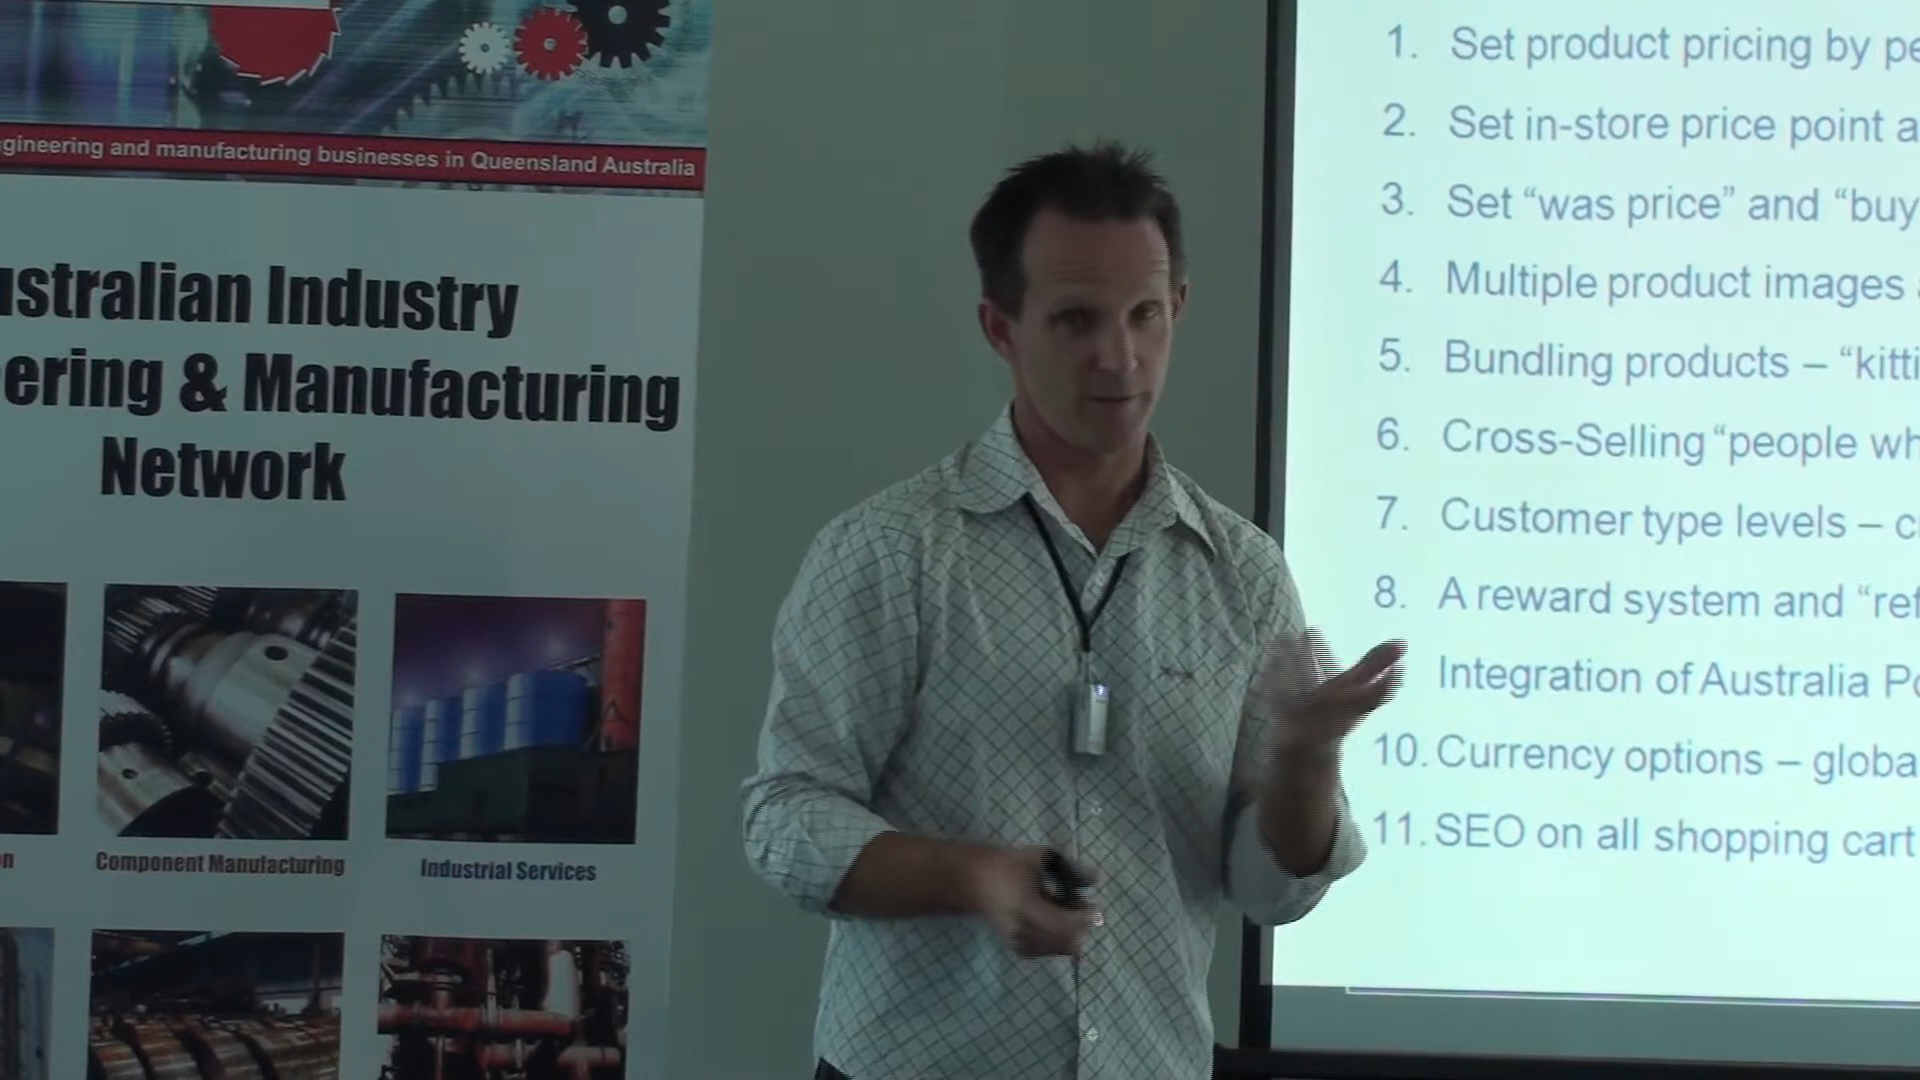 gineering and manufacturing businesses in Queensland Australia
ustralian Industry
ering & Manufacturing
Network
n
Component Manufacturing
Industrial Services
1. Set product pricing by pe
2. Set in-store price point a
3. Set “was price” and “buy
4. Multiple product images
5. Bundling products – “kitti
6. Cross-Selling “people wh
7. Customer type levels – c
8. A reward system and “ref
Integration of Australia Po
10. Currency options – globa
11. SEO on all shopping cart